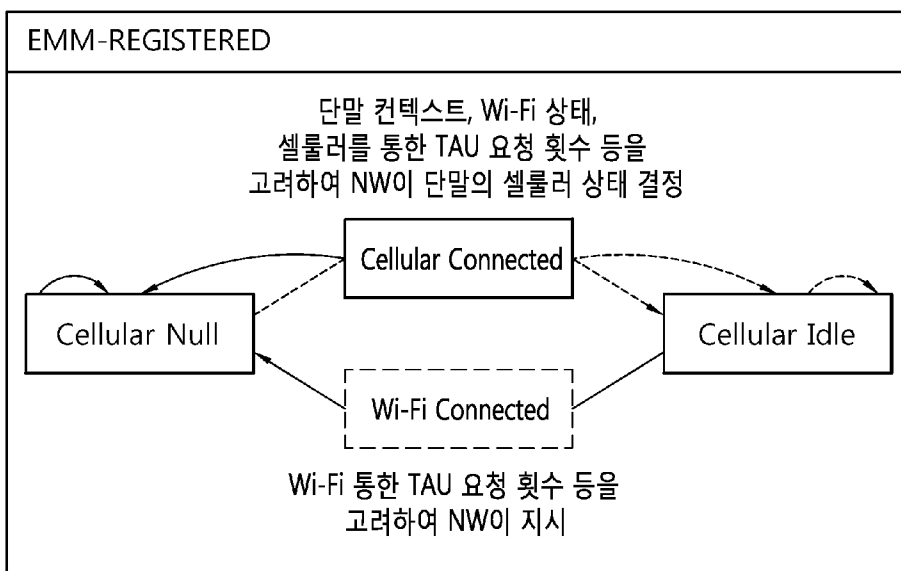 EMM-REGISTERED
단말 컨텍스트, Wi-Fi 상태,
셀룰러를 통한 TAU 요청 횟수 등을
고려하여 NW이 단말의 셀룰러 상태 결정
Cellular Connected
Cellular Null
Cellular Idle
Wi-Fi Connected
Wi-Fi 통한 TAU 요청 횟수 등을
고려하여 NW이 지시